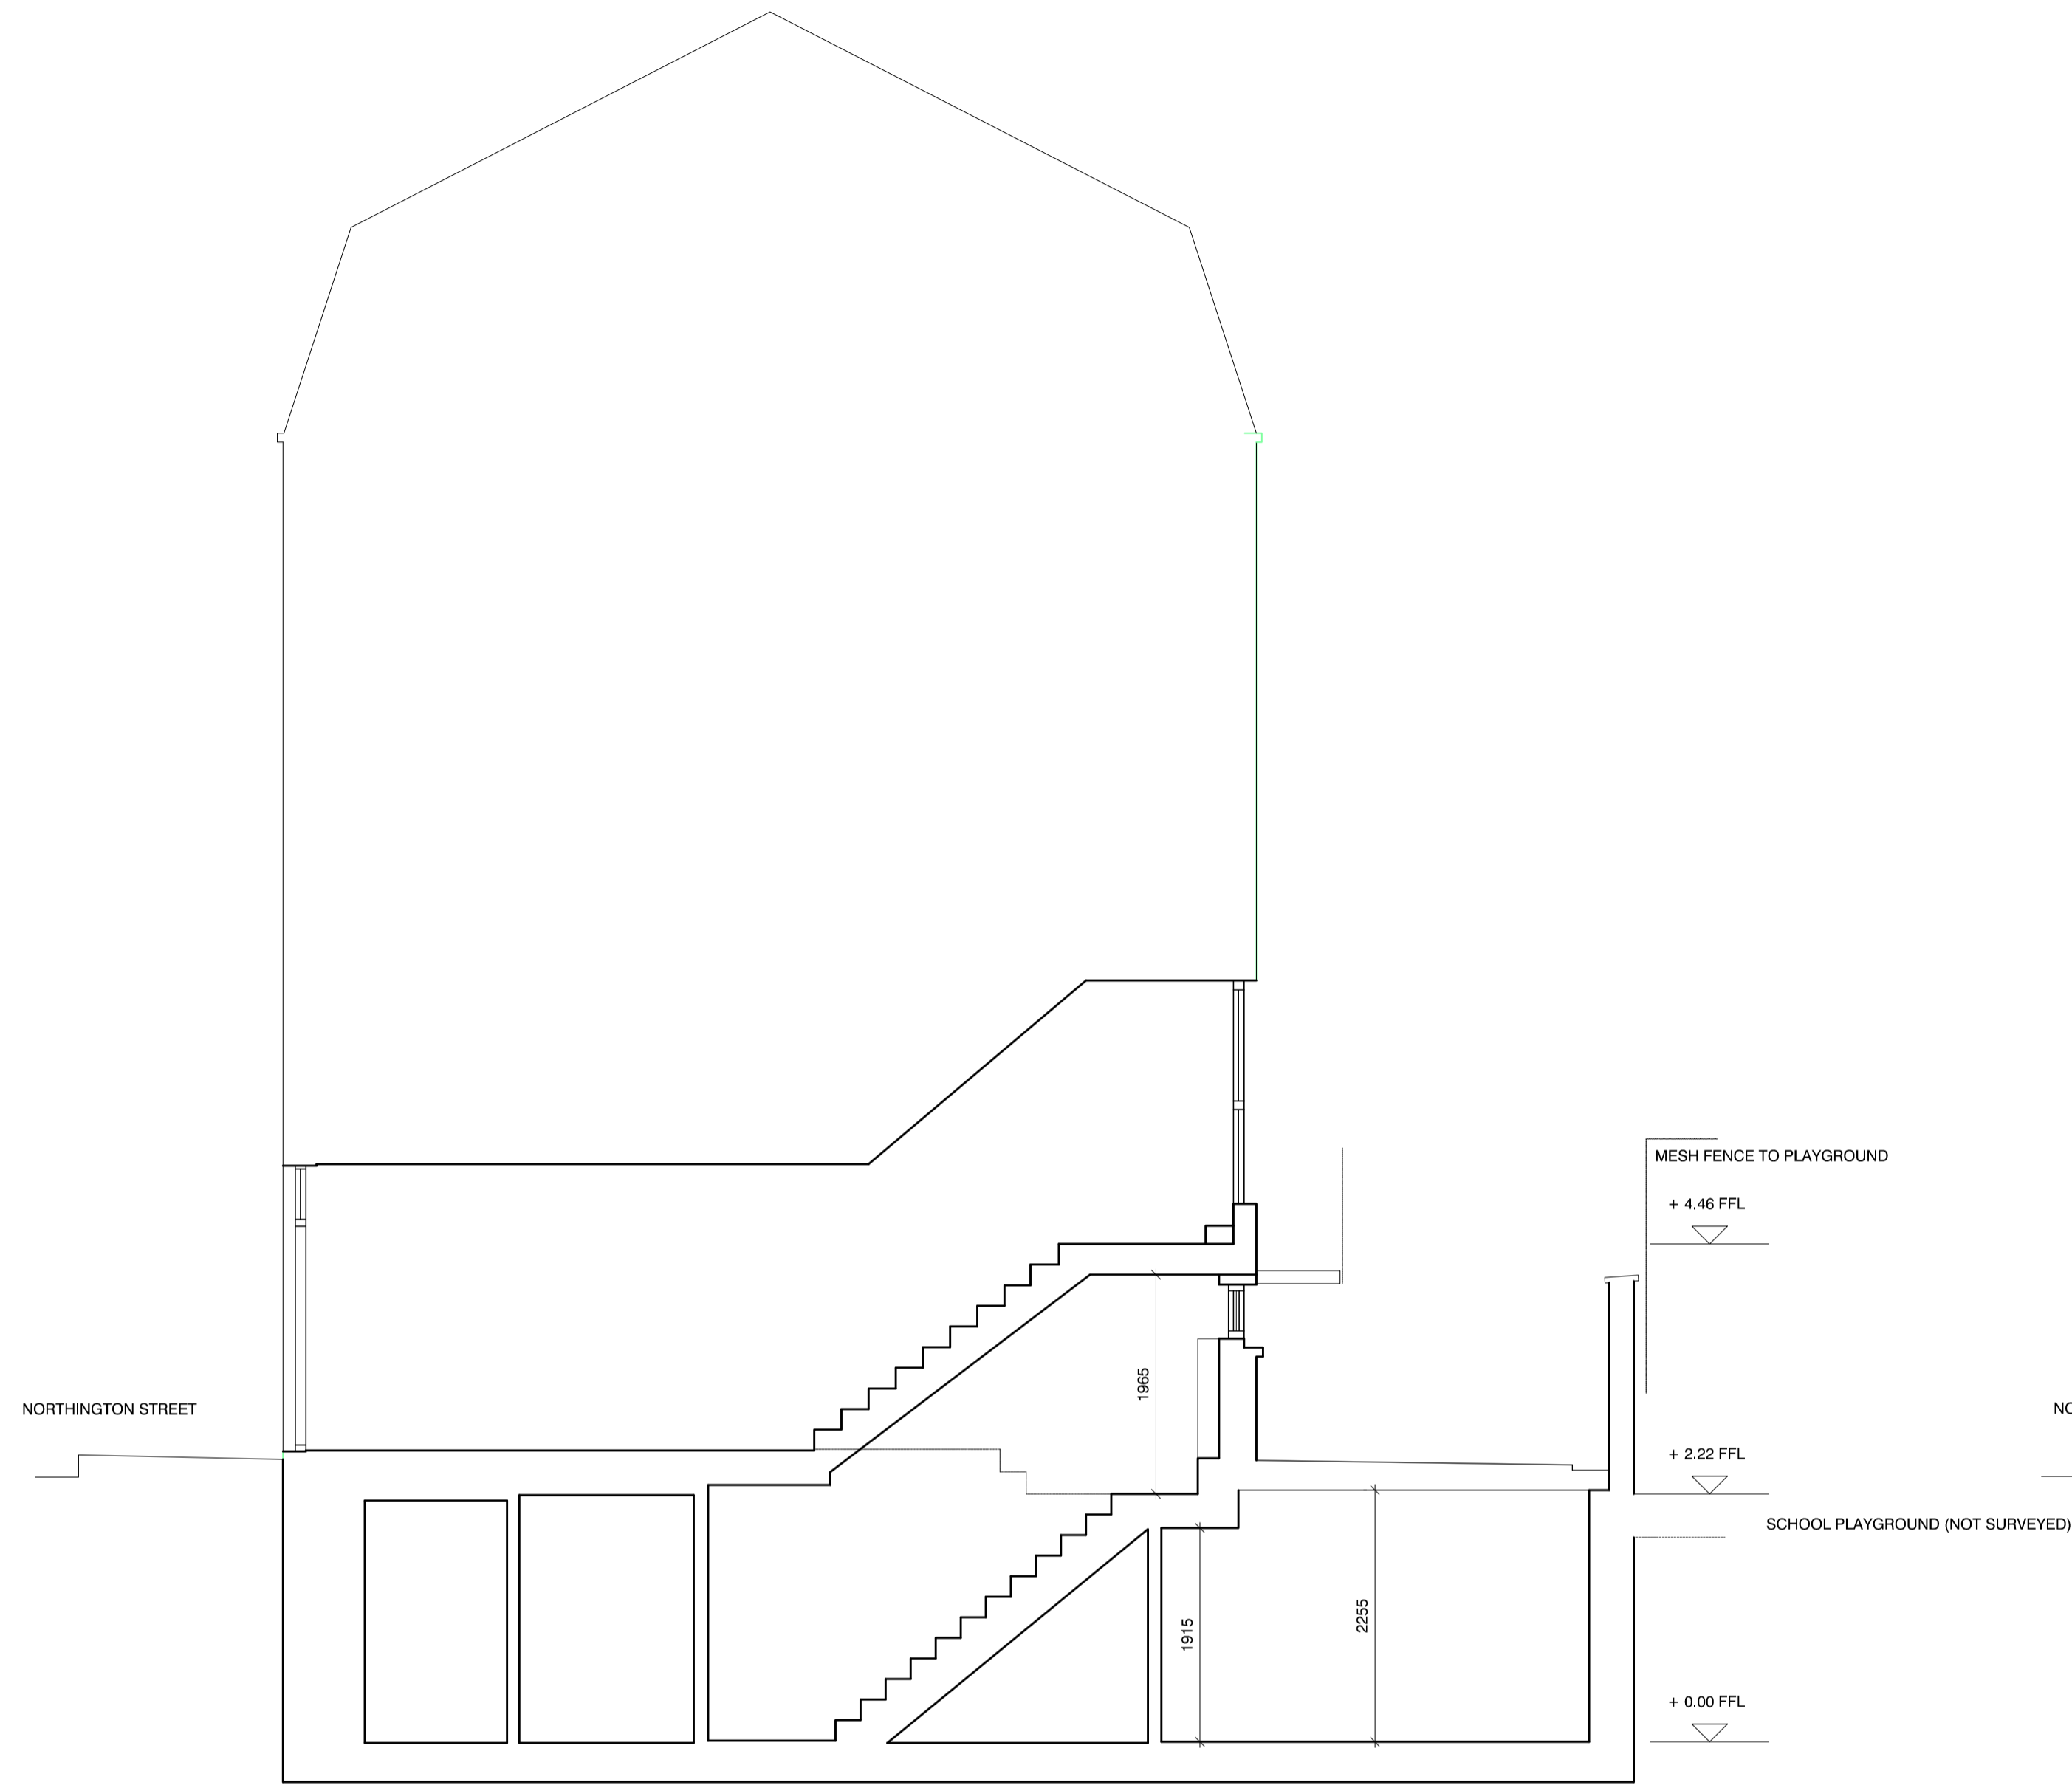 MESH FENCE TO PLAYGROUND
+ 4.46 FFL
1965
NORTHINGTON STREET
NO
+ 2.22 FFL
SCHOOL PLAYGROUND (NOT SURVEYED)
1915
2255
+ 0.00 FFL